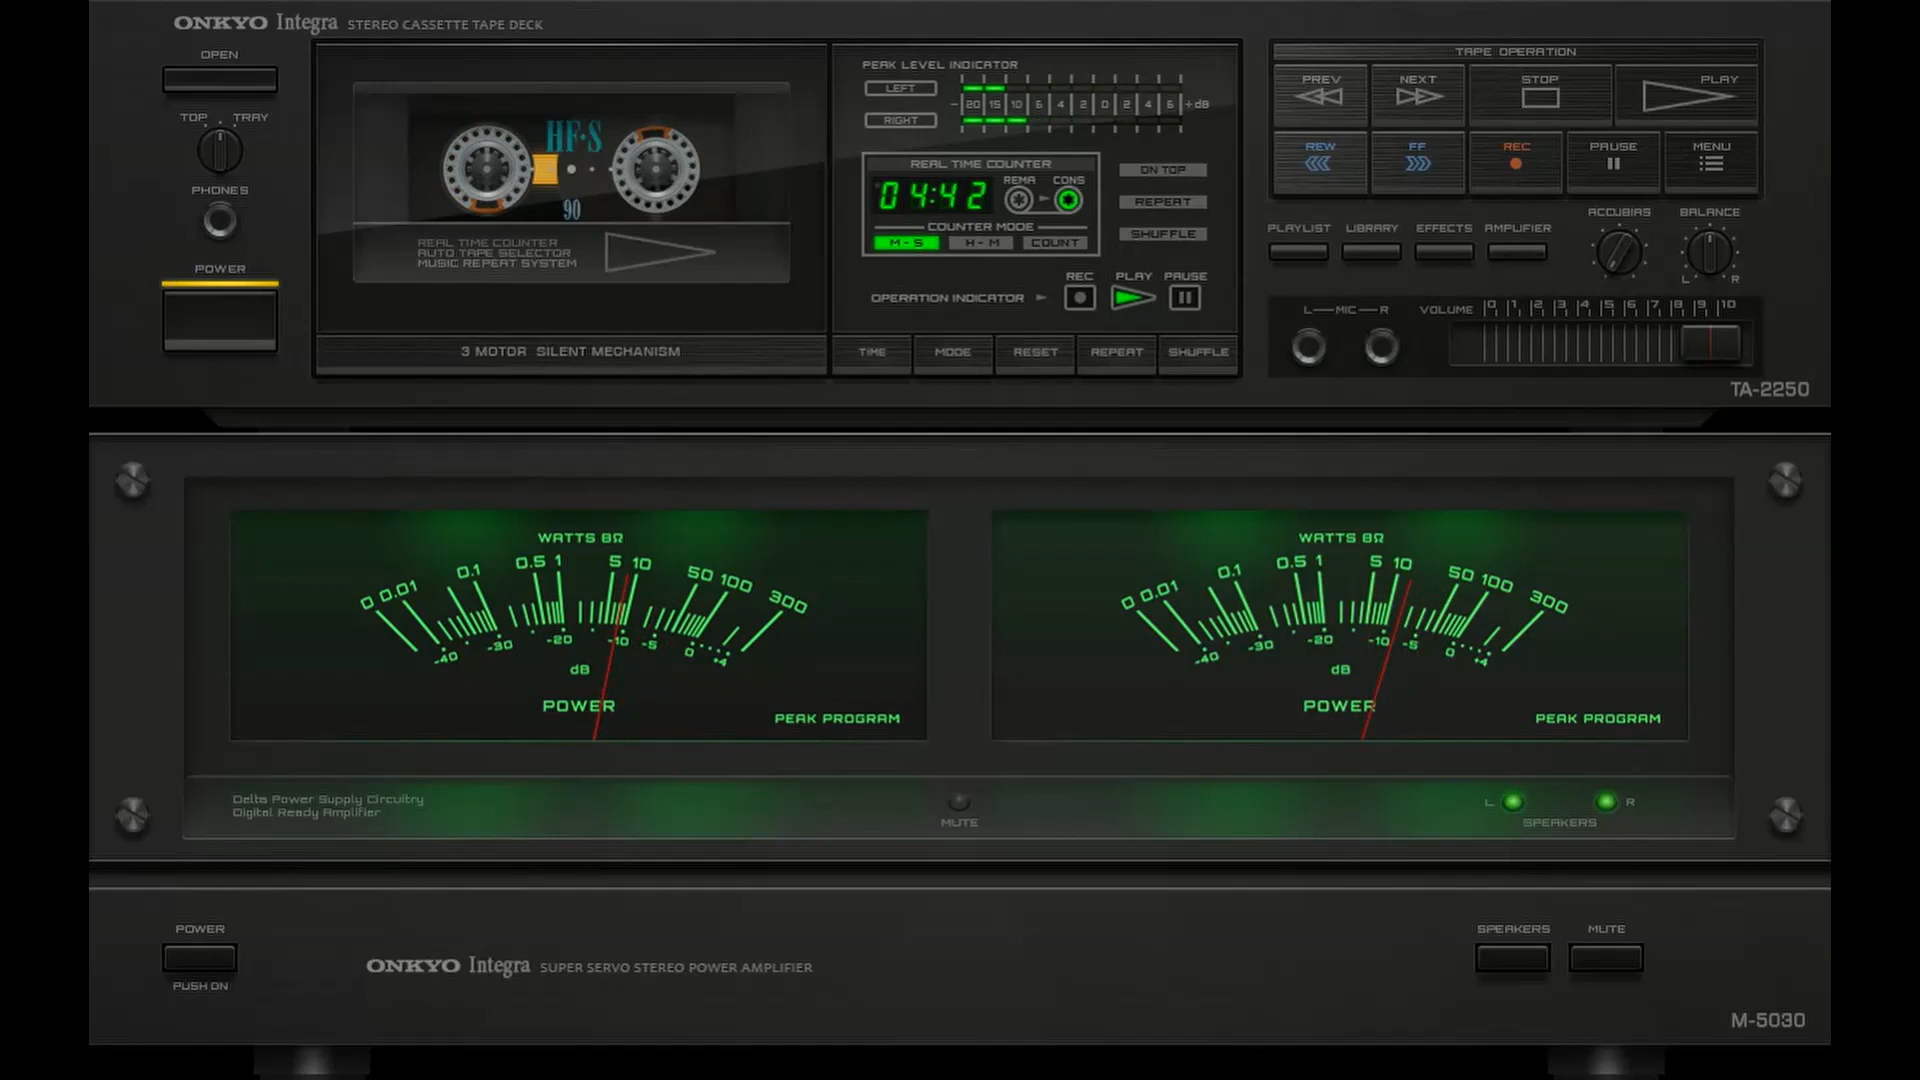 ONKYO Integra STEREO CASSETTE TAPE DECK
OPEN
TOP TRAY
PHONES
POWER
HF·S
90
REAL TIME COUNTER
AUTO TAPE SELECTOR
MUSIC REPEAT SYSTEM
3 MOTOR SILENT MECHANISM
PEAK LEVEL INDICATOR
LEFT
- 20 15 10 6 4 2 0 2 4 6 +dB
RIGHT
REAL TIME COUNTER
04:42
REMA CONS
COUNTER MODE
M-S H-M COUNT
ON TOP
REPEAT
SHUFFLE
REC PLAY PAUSE
OPERATION INDICATOR
TIME MODE RESET REPEAT SHUFFLE
TAPE OPERATION
PREV NEXT STOP PLAY
REW FF REC PAUSE MENU
PLAYLIST LIBRARY EFFECTS AMPLIFIER
ACCUBIAS BALANCE
L R
L MIC R
VOLUME 0 1 2 3 4 5 6 7 8 9 10
TA-2250
WATTS 8Ω
0 0.01 0.1 0.5 1 5 10 50 100 300
-40 -30 -20 -10 -5 0 +4
dB
POWER
PEAK PROGRAM
WATTS 8Ω
0 0.01 0.1 0.5 1 5 10 50 100 300
-40 -30 -20 -10 -5 0 +4
dB
POWER
PEAK PROGRAM
Delta Power Supply Circuitry
Digital Ready Amplifier
MUTE
L R
SPEAKERS
POWER
PUSH ON
ONKYO Integra SUPER SERVO STEREO POWER AMPLIFIER
SPEAKERS MUTE
M-5030